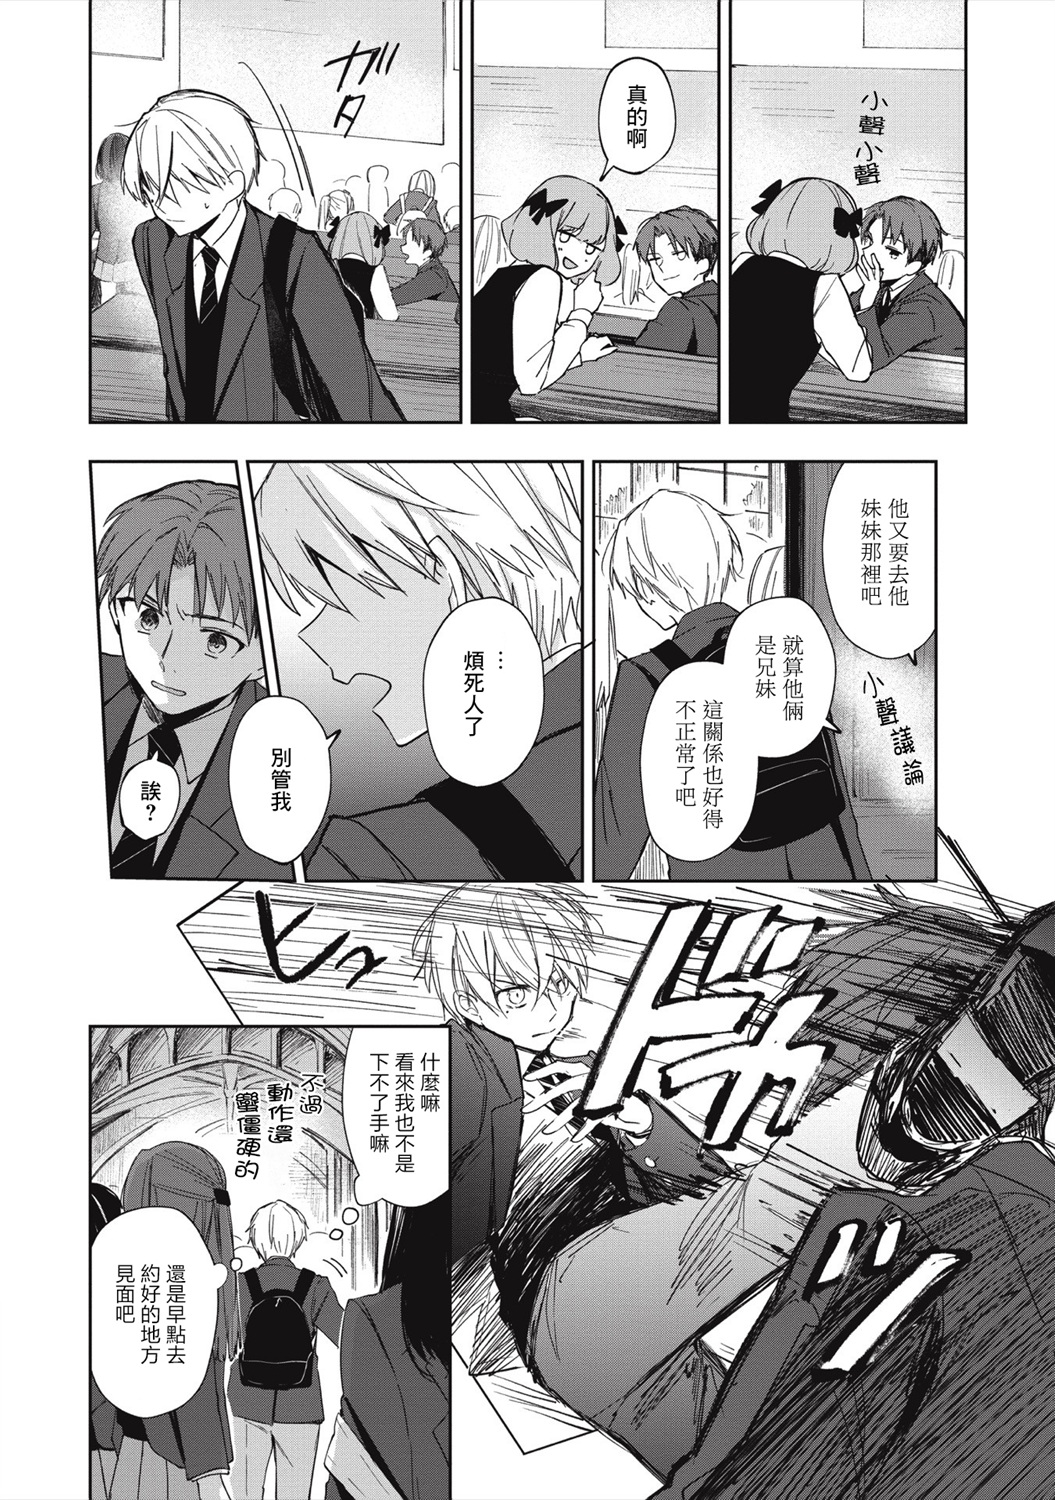 小聲小聲
真的啊
ガタ
他又要去他
妹妹那裡吧
就算他倆
是兄妹
這關係也好得
不正常了吧
小聲議論
…
煩死人了
別管我
誒?
ドドドッ
ヒュ
什麼嘛
看來我也不是
下不了手嘛
不過
動作還
蠻僵硬的
還是早點去
約好的地方
見面吧